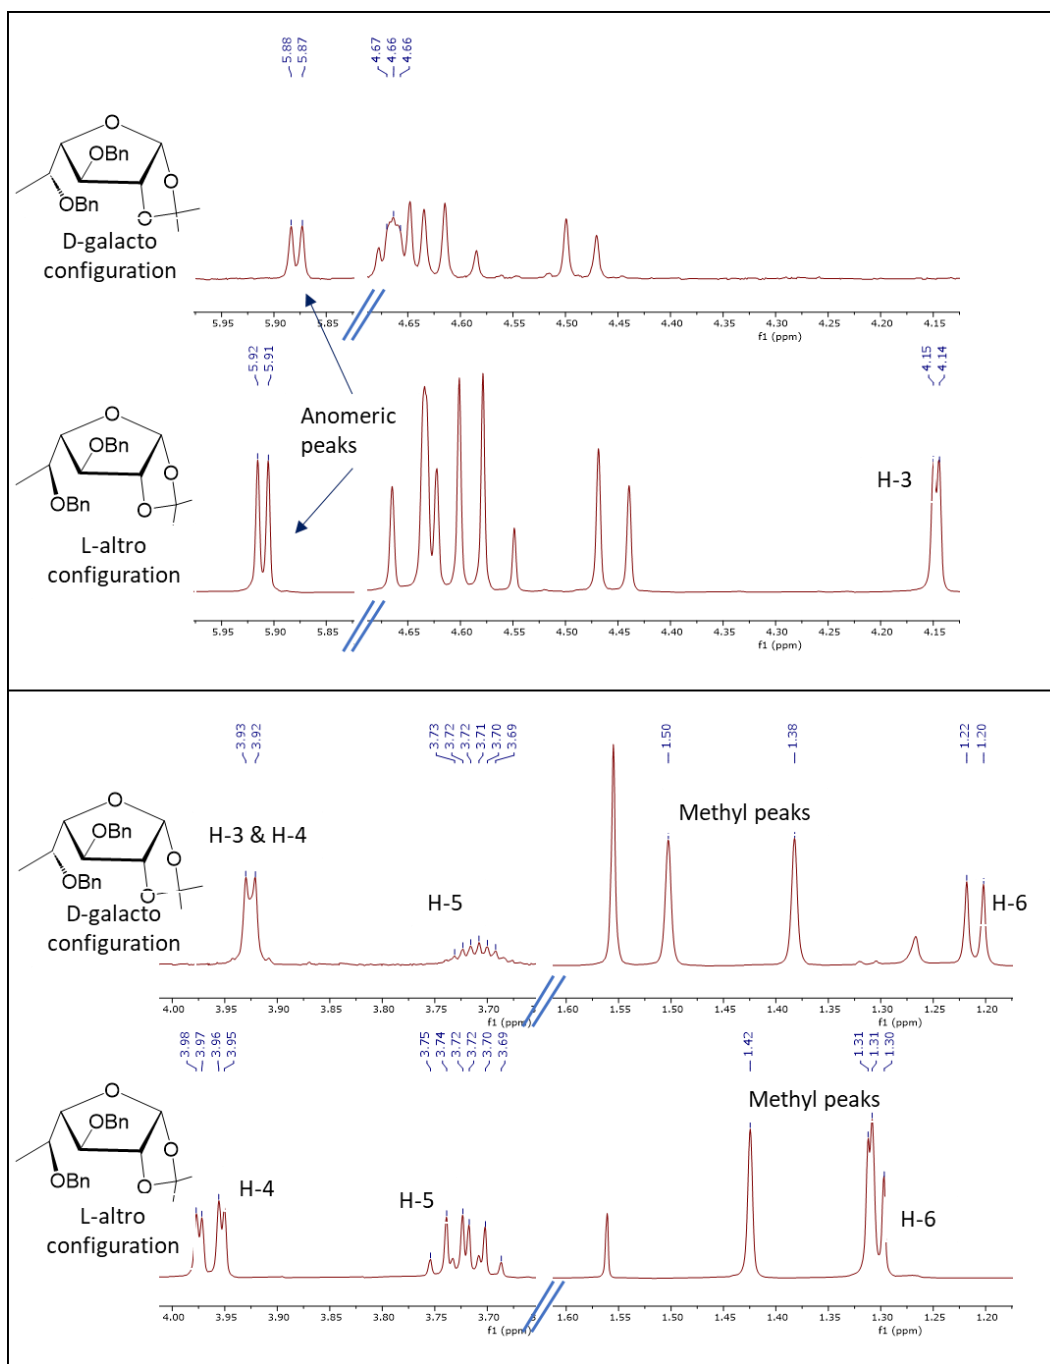 5.88
5.87
4.67
4.66
4.66
O
OBn
O
OBn
O
D-galacto
configuration
5.95
5.90
5.85
4.65
4.60
4.55
4.50
4.45
4.40
4.35
4.30
4.25
4.20
4.15
f1 (ppm)
5.92
5.91
4.15
4.14
Anomeric
peaks
H-3
O
OBn
O
OBn
O
L-altro
configuration
5.95
5.90
5.85
4.65
4.60
4.55
4.50
4.45
4.40
4.35
4.30
4.25
4.20
4.15
f1 (ppm)
3.93
3.92
3.73
3.72
3.72
3.71
3.70
3.69
1.50
1.38
1.22
1.20
O
OBn
O
OBn
O
D-galacto
configuration
H-3 & H-4
H-5
Methyl peaks
H-6
4.00
3.95
3.90
3.85
3.80
3.75
3.70
1.60
1.55
1.50
1.45
1.40
1.35
1.30
1.25
1.20
f1 (ppm)
f1 (ppm)
3.98
3.97
3.96
3.95
3.75
3.74
3.72
3.72
3.70
3.69
1.42
1.31
1.31
1.30
O
OBn
O
OBn
O
L-altro
configuration
H-4
H-5
Methyl peaks
H-6
4.00
3.95
3.90
3.85
3.80
3.75
3.70
1.60
1.55
1.50
1.45
1.40
1.35
1.30
1.25
1.20
f1 (ppm)
f1 (ppm)